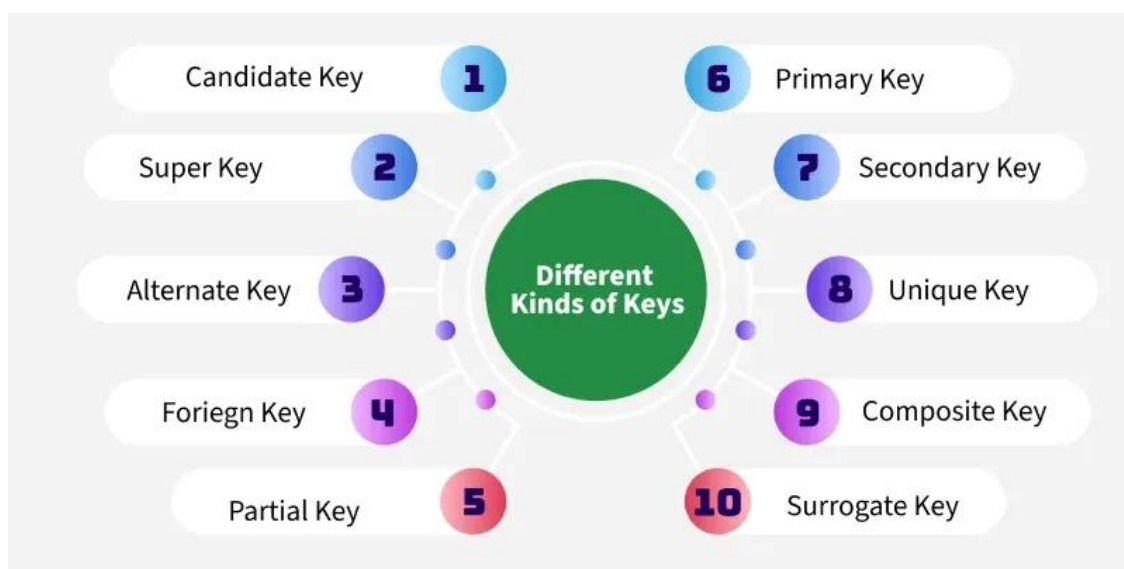 Candidate Key 1
Super Key 2
Alternate Key 3
Foriegn Key 4
Partial Key 5
Different
Kinds of Keys
6 Primary Key
7 Secondary Key
8 Unique Key
9 Composite Key
10 Surrogate Key